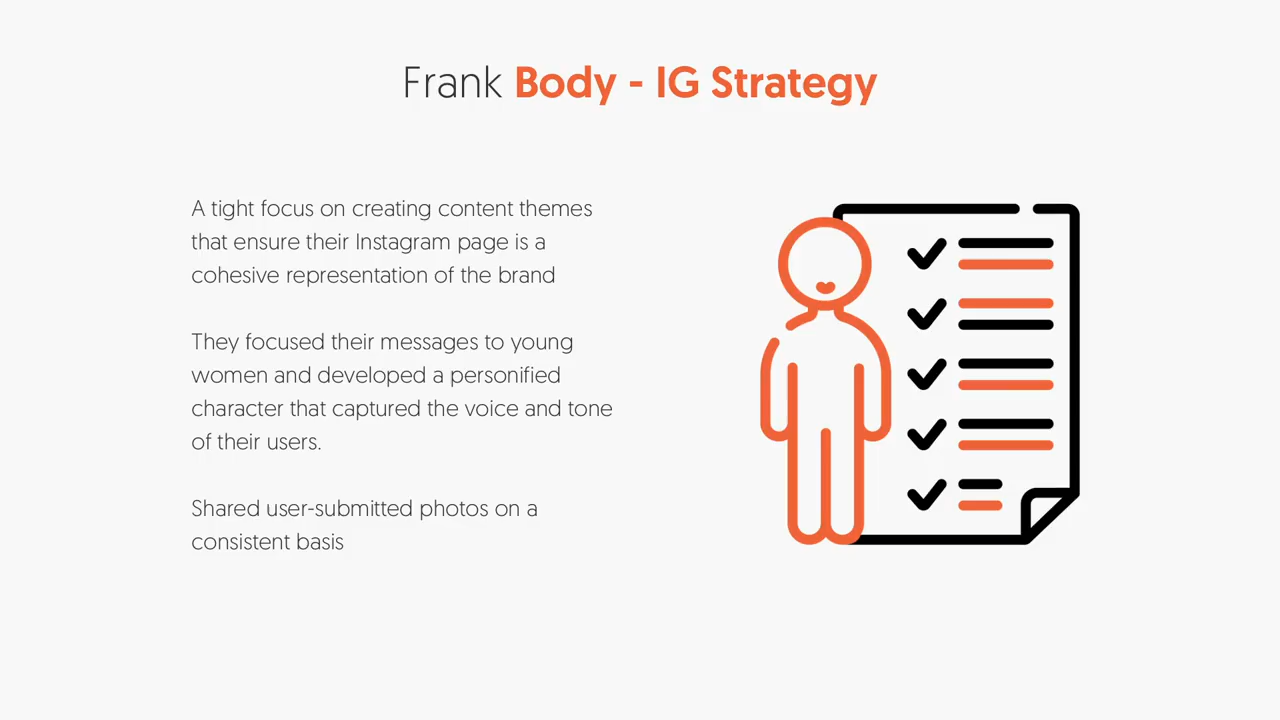 Frank Body - IG Strategy
A tight focus on creating content themes
that ensure their Instagram page is a
cohesive representation of the brand
They focused their messages to young
women and developed a personified
character that captured the voice and tone
of their users.
Shared user-submitted photos on a
consistent basis